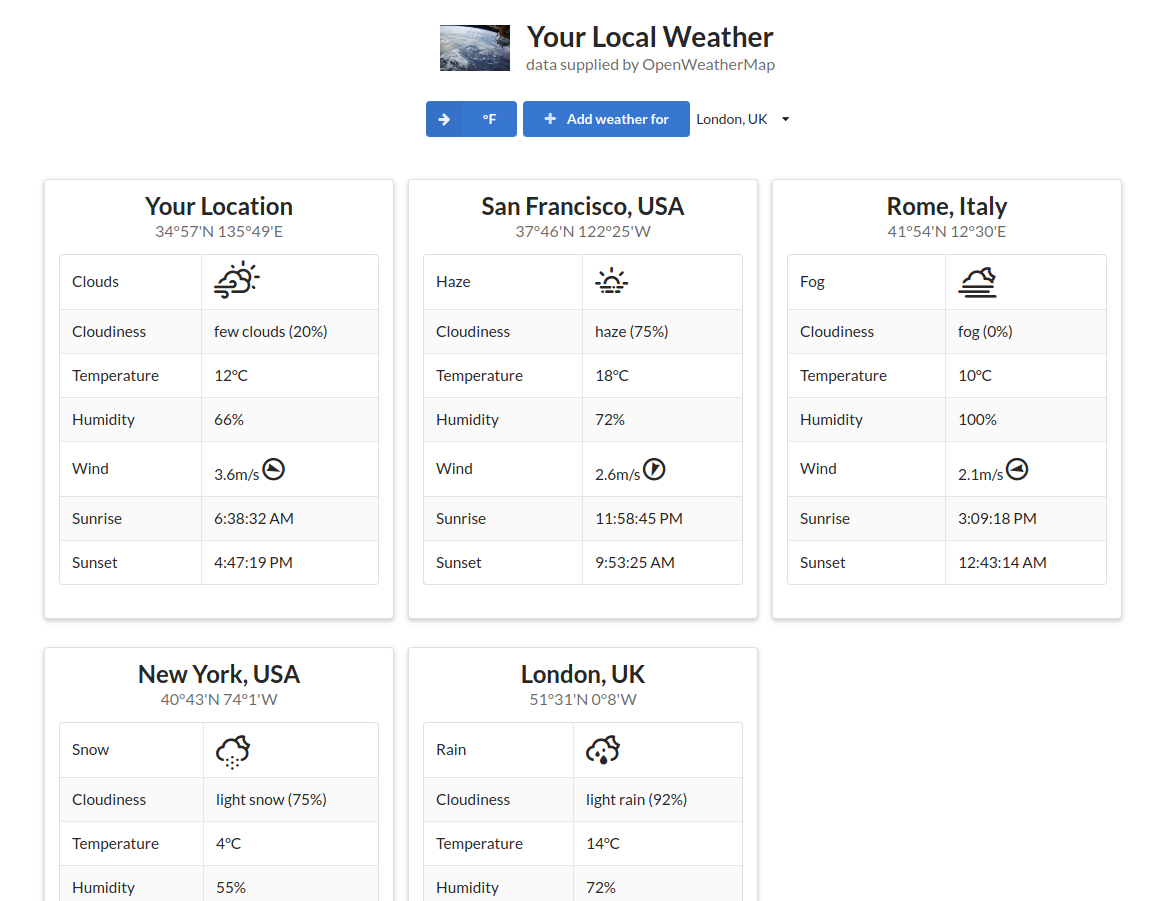 Your Local Weather
data supplied by OpenWeatherMap
°F Add weather for London, UK
Your Location
34°57'N 135°49'E
Clouds
Cloudiness few clouds (20%)
Temperature 12°C
Humidity 66%
Wind 3.6m/s
Sunrise 6:38:32 AM
Sunset 4:47:19 PM
San Francisco, USA
37°46'N 122°25'W
Haze
Cloudiness haze (75%)
Temperature 18°C
Humidity 72%
Wind 2.6m/s
Sunrise 11:58:45 PM
Sunset 9:53:25 AM
Rome, Italy
41°54'N 12°30'E
Fog
Cloudiness fog (0%)
Temperature 10°C
Humidity 100%
Wind 2.1m/s
Sunrise 3:09:18 PM
Sunset 12:43:14 AM
New York, USA
40°43'N 74°1'W
Snow
Cloudiness light snow (75%)
Temperature 4°C
Humidity 55%
London, UK
51°31'N 0°8'W
Rain
Cloudiness light rain (92%)
Temperature 14°C
Humidity 72%